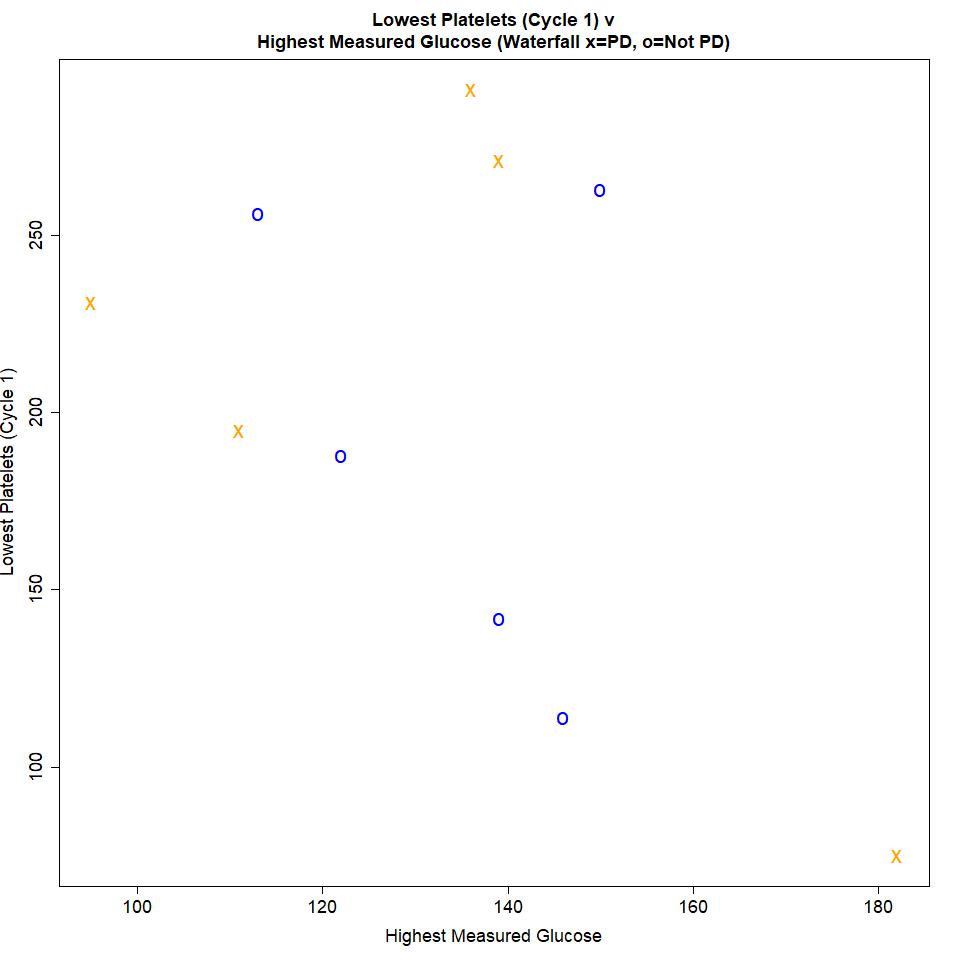 Lowest Platelets (Cycle 1) v
Highest Measured Glucose (Waterfall x=PD, o=Not PD)
X
X
O
O
250
X
Lowest Platelets (Cycle 1)
200
X
O
150
O
O
100
X
100 120 140 160 180
Highest Measured Glucose